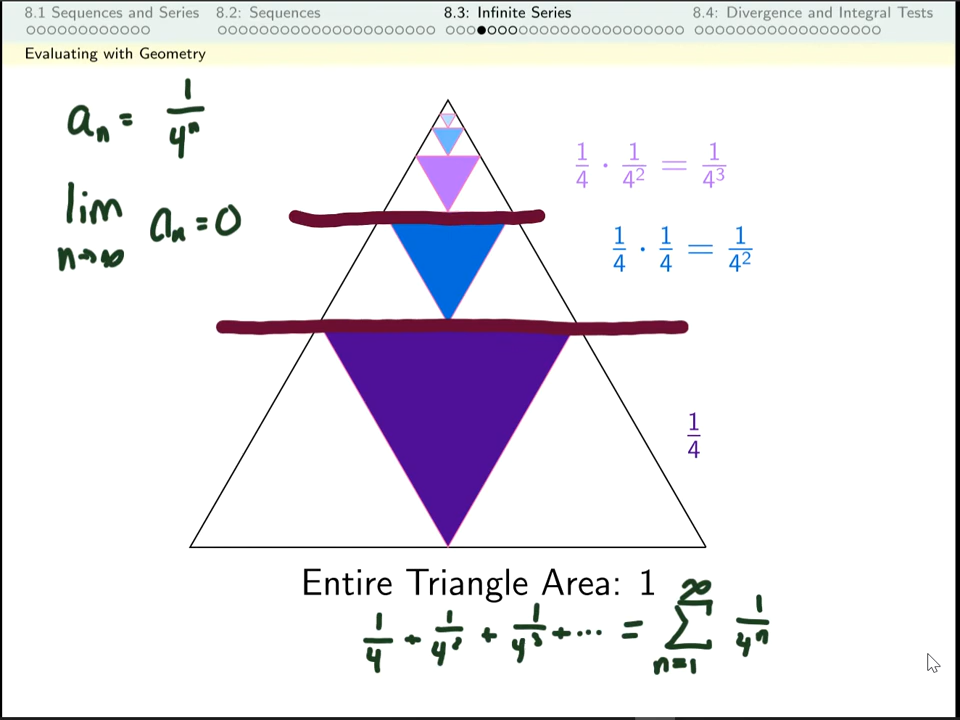 8.1 Sequences and Series 8.2: Sequences 8.3: Infinite Series 8.4: Divergence and Integral Tests
Evaluating with Geometry
aₙ = 1/4ⁿ
lim n→∞ aₙ = 0
1/4 · 1/4² = 1/4³
1/4 · 1/4 = 1/4²
1/4
Entire Triangle Area: 1
1/4 + 1/4² + 1/4³ + ··· = ∑ n=1 ∞ 1/4ⁿ